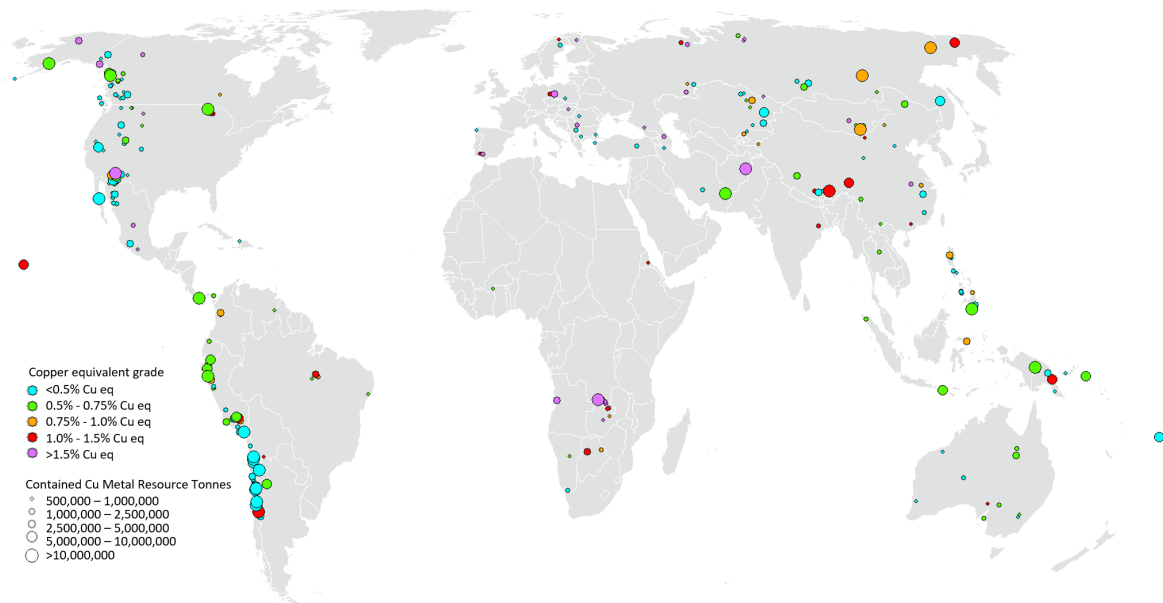 Copper equivalent grade
<0.5% Cu eq
0.5% - 0.75% Cu eq
0.75% - 1.0% Cu eq
1.0% - 1.5% Cu eq
>1.5% Cu eq
Contained Cu Metal Resource Tonnes
500,000 – 1,000,000
1,000,000 – 2,500,000
2,500,000 – 5,000,000
5,000,000 – 10,000,000
>10,000,000